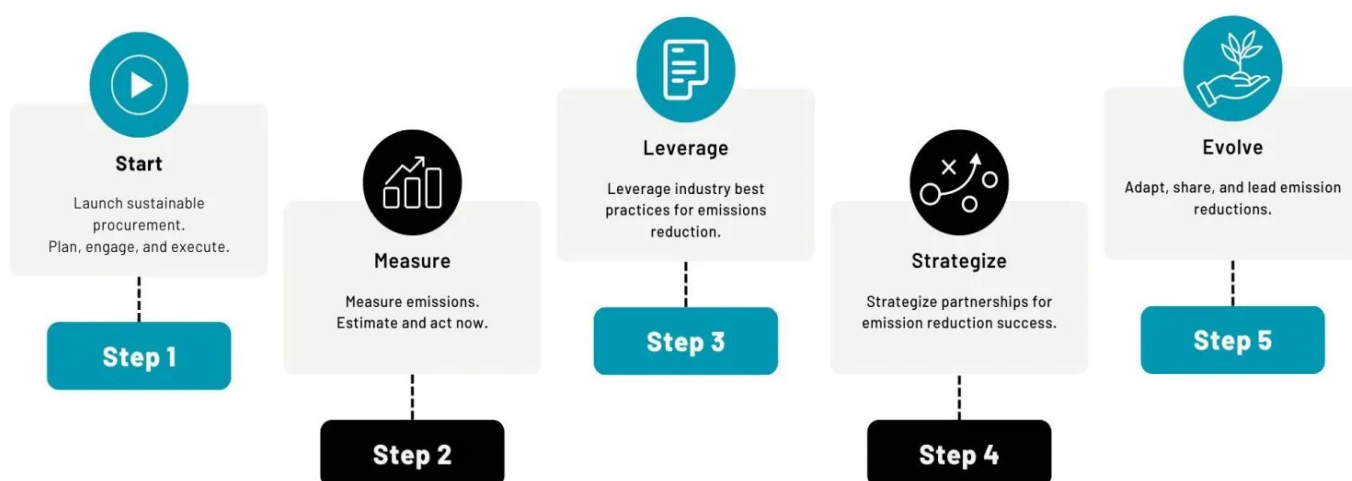 Start
Launch sustainable
procurement.
Plan, engage, and execute.
Step 1
Measure
Measure emissions.
Estimate and act now.
Step 2
Leverage
Leverage industry best
practices for emissions
reduction.
Step 3
Strategize
Strategize partnerships for
emission reduction success.
Step 4
Evolve
Adapt, share, and lead emission
reductions.
Step 5